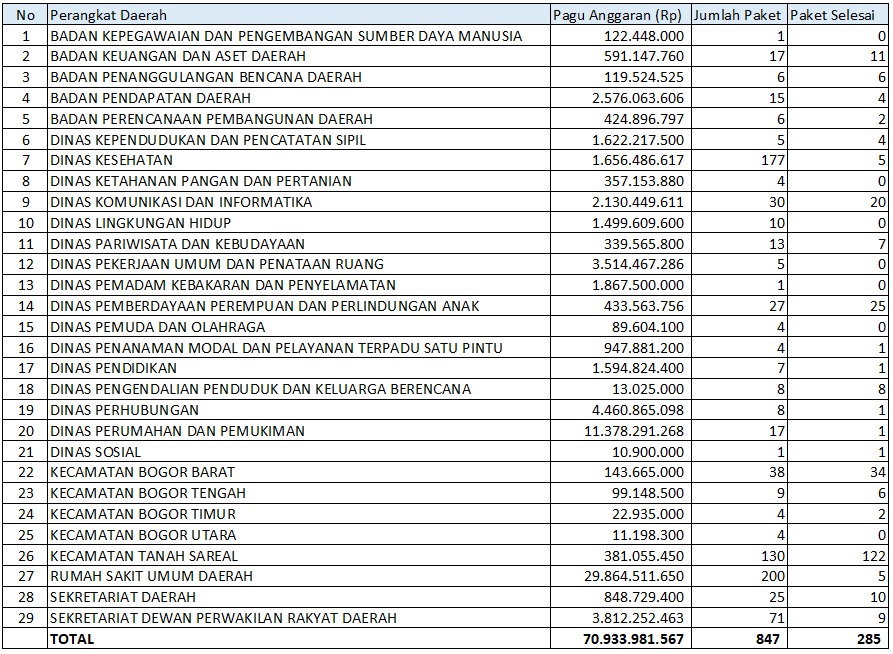 No Perangkat Daerah Pagu Anggaran (Rp) Jumlah Paket Paket Selesai
1 BADAN KEPEGAWAIAN DAN PENGEMBANGAN SUMBER DAYA MANUSIA 122.448.000 1 0
2 BADAN KEUANGAN DAN ASET DAERAH 591.147.760 17 11
3 BADAN PENANGGULANGAN BENCANA DAERAH 119.524.525 6 6
4 BADAN PENDAPATAN DAERAH 2.576.063.606 15 4
5 BADAN PERENCANAAN PEMBANGUNAN DAERAH 424.896.797 6 2
6 DINAS KEPENDUDUKAN DAN PENCATATAN SIPIL 1.622.217.500 5 4
7 DINAS KESEHATAN 1.656.486.617 177 5
8 DINAS KETAHANAN PANGAN DAN PERTANIAN 357.153.880 4 0
9 DINAS KOMUNIKASI DAN INFORMATIKA 2.130.449.611 30 20
10 DINAS LINGKUNGAN HIDUP 1.499.609.600 10 0
11 DINAS PARIWISATA DAN KEBUDAYAAN 339.565.800 13 7
12 DINAS PEKERJAAN UMUM DAN PENATAAN RUANG 3.514.467.286 5 0
13 DINAS PEMADAM KEBAKARAN DAN PENYELAMATAN 1.867.500.000 1 0
14 DINAS PEMBERDAYAAN PEREMPUAN DAN PERLINDUNGAN ANAK 433.563.756 27 25
15 DINAS PEMUDA DAN OLAHRAGA 89.604.100 4 0
16 DINAS PENANAMAN MODAL DAN PELAYANAN TERPADU SATU PINTU 947.881.200 4 1
17 DINAS PENDIDIKAN 1.594.824.400 7 1
18 DINAS PENGENDALIAN PENDUDUK DAN KELUARGA BERENCANA 13.025.000 8 8
19 DINAS PERHUBUNGAN 4.460.865.098 8 1
20 DINAS PERUMAHAN DAN PEMUKIMAN 11.378.291.268 17 1
21 DINAS SOSIAL 10.900.000 1 1
22 KECAMATAN BOGOR BARAT 143.665.000 38 34
23 KECAMATAN BOGOR TENGAH 99.148.500 9 6
24 KECAMATAN BOGOR TIMUR 22.935.000 4 2
25 KECAMATAN BOGOR UTARA 11.198.300 4 0
26 KECAMATAN TANAH SAREAL 381.055.450 130 122
27 RUMAH SAKIT UMUM DAERAH 29.864.511.650 200 5
28 SEKRETARIAT DAERAH 848.729.400 25 10
29 SEKRETARIAT DEWAN PERWAKILAN RAKYAT DAERAH 3.812.252.463 71 9
TOTAL 70.933.981.567 847 285